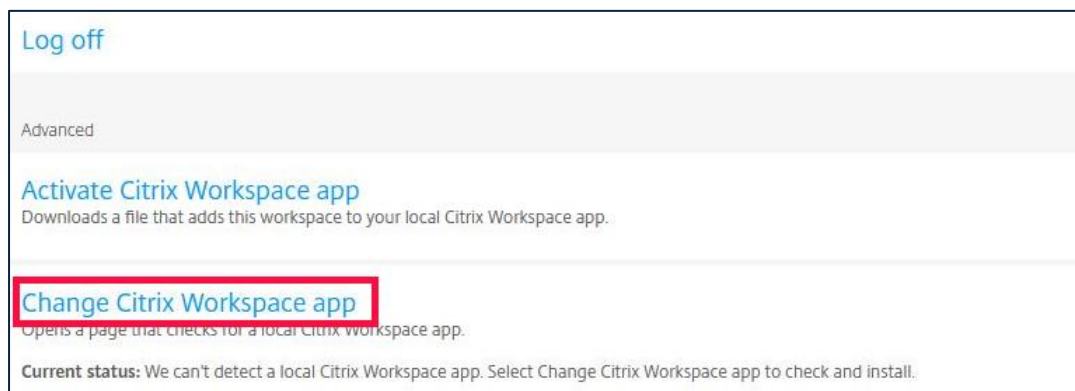 Log off
Advanced
Activate Citrix Workspace app
Downloads a file that adds this workspace to your local Citrix Workspace app.
Change Citrix Workspace app
Opens a page that checks for a local Citrix Workspace app.
Current status: We can't detect a local Citrix Workspace app. Select Change Citrix Workspace app to check and install.